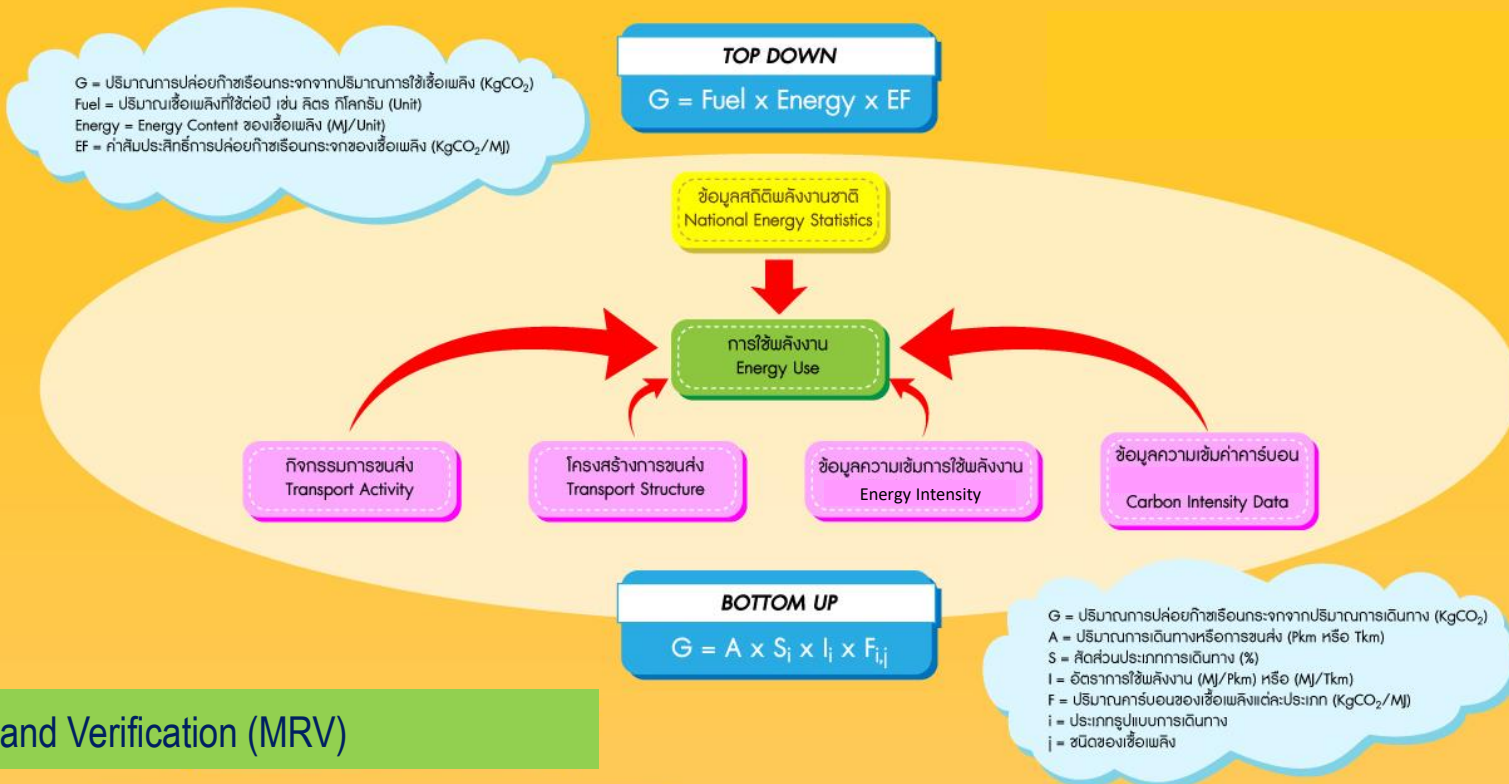 TOP DOWN
G = Fuel x Energy x EF
G = ปริมาณการปล่อยก๊าซเรือนกระจกจากปริมาณการใช้เชื้อเพลิง (KgCO₂)
Fuel = ปริมาณเชื้อเพลิงที่ใช้ต่อปี เช่น ลิตร กิโลกรัม (Unit)
Energy = Energy Content ของเชื้อเพลิง (MJ/Unit)
EF = ค่าสัมประสิทธิ์การปล่อยก๊าซเรือนกระจกของเชื้อเพลิง (KgCO₂/MJ)
ข้อมูลสถิติพลังงานชาติ
National Energy Statistics
การใช้พลังงาน
Energy Use
กิจกรรมการขนส่ง
Transport Activity
โครงสร้างการขนส่ง
Transport Structure
ข้อมูลความเข้มการใช้พลังงาน
Energy Intensity
ข้อมูลความเข้มค่าคาร์บอน
Carbon Intensity Data
BOTTOM UP
G = A x Sᵢ x Iᵢ x Fᵢ,ⱼ
G = ปริมาณการปล่อยก๊าซเรือนกระจกจากปริมาณการเดินทาง (KgCO₂)
A = ปริมาณการเดินทางหรือการขนส่ง (Pkm หรือ Tkm)
S = สัดส่วนประเภทการเดินทาง (%)
I = อัตราการใช้พลังงาน (MJ/Pkm) หรือ (MJ/Tkm)
F = ปริมาณคาร์บอนของเชื้อเพลิงแต่ละประเภท (KgCO₂/MJ)
i = ประเภทรูปแบบการเดินทาง
j = ชนิดของเชื้อเพลิง
and Verification (MRV)